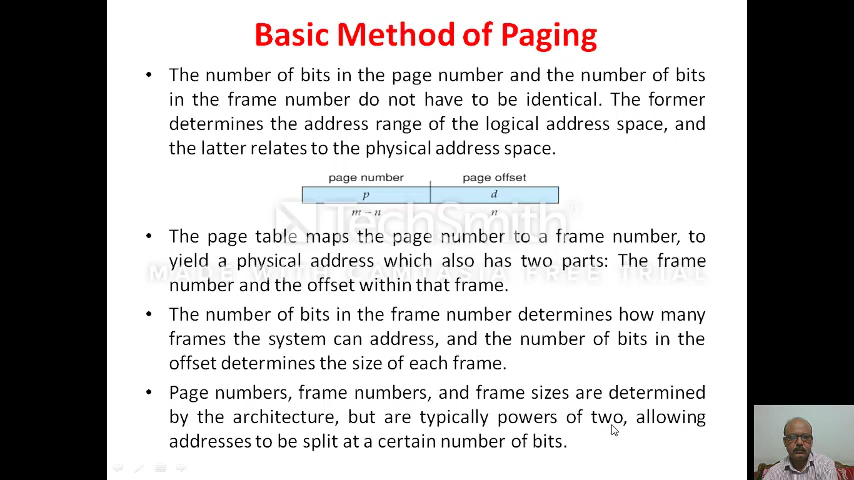 Basic Method of Paging
• The number of bits in the page number and the number of bits
in the frame number do not have to be identical. The former
determines the address range of the logical address space, and
the latter relates to the physical address space.
page number page offset
p d
m – n n
TechSmith
• The page table maps the page number to a frame number, to
yield a physical address which also has two parts: The frame
MADE WITH CAMTASIA FREE TRIAL
number and the offset within that frame.
• The number of bits in the frame number determines how many
frames the system can address, and the number of bits in the
offset determines the size of each frame.
• Page numbers, frame numbers, and frame sizes are determined
by the architecture, but are typically powers of two, allowing
addresses to be split at a certain number of bits.